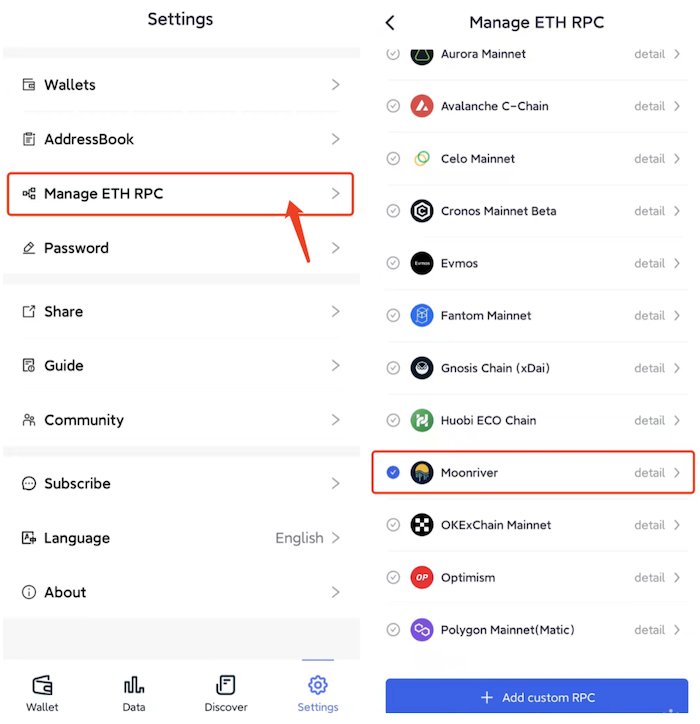 Settings
Wallets
AddressBook
Manage ETH RPC
Password
Share
Guide
Community
Subscribe
Language English
About
Wallet Data Discover Settings
Manage ETH RPC
Aurora Mainnet detail
Avalanche C-Chain detail
Celo Mainnet detail
Cronos Mainnet Beta detail
Evmos Evmos detail
Fantom Mainnet detail
Gnosis Chain (xDai) detail
Huobi ECO Chain detail
Moonriver detail
OKExChain Mainnet detail
OP Optimism detail
Polygon Mainnet(Matic) detail
+ Add custom RPC